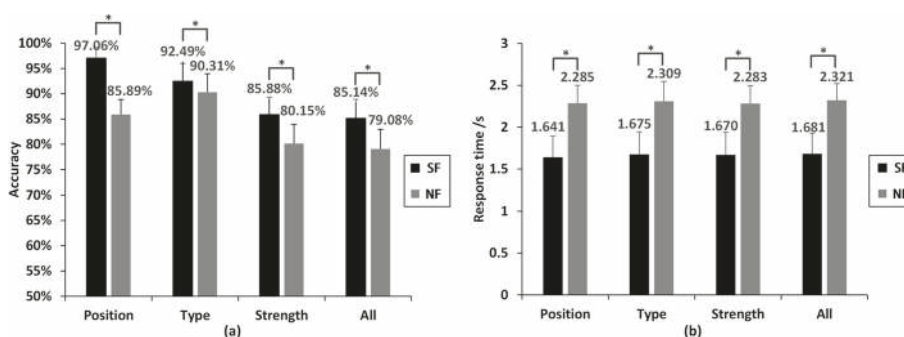 * * * *
100% 97.06% 92.49% 90.31%
95%
90% 85.89% 85.88% 85.14%
85% 80.15% 79.08%
80%
75%
70%
65%
60%
55%
50%
Accuracy
SF
NF
Position Type Strength All
(a)
* * * *
3
2.5 2.285 2.309 2.283 2.321
2 1.641 1.675 1.670 1.681
1.5
1
0.5
0
Response time /s
SF
Position Type Strength All
(b)